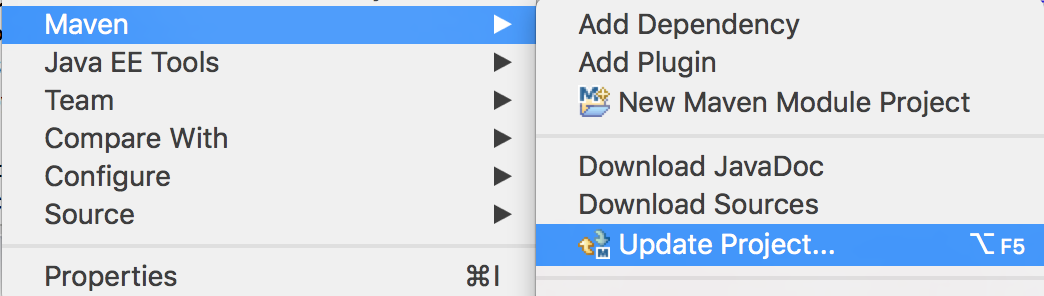 Maven ▶
Java EE Tools ▶
Team ▶
Compare With ▶
Configure ▶
Source ▶
Properties ⌘I
Add Dependency
Add Plugin
New Maven Module Project
Download JavaDoc
Download Sources
Update Project... ⌥F5